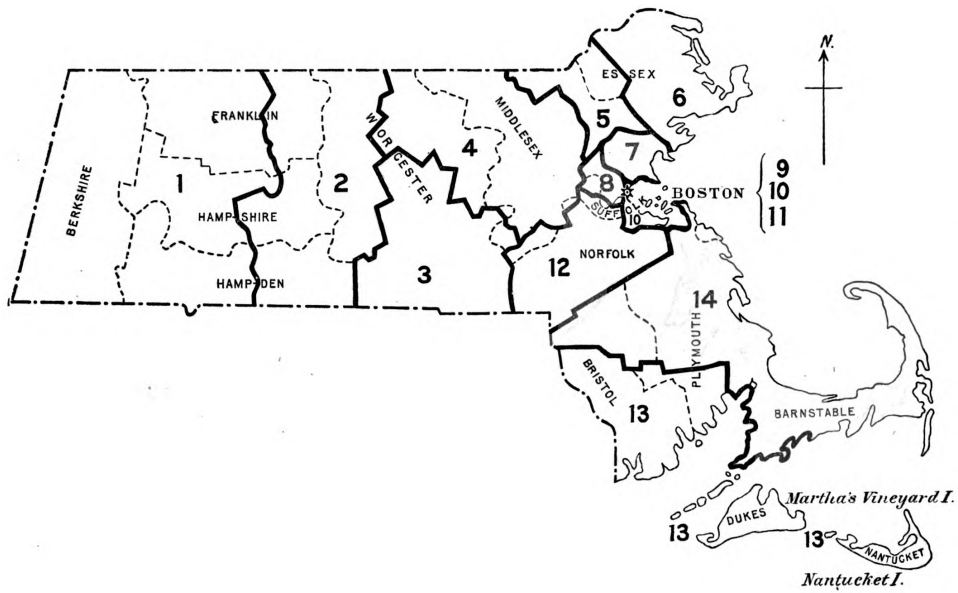 N.
ESSEX
6
5
FRANKLIN
WORCESTER
4
MIDDLESEX
7
BERKSHIRE
1
2
8
BOSTON
9
10
11
SUFFOLK
10
HAMPSHIRE
3
12
NORFOLK
HAMPDEN
14
PLYMOUTH
BRISTOL
13
BARNSTABLE
Martha's Vineyard I.
DUKES
13
13
NANTUCKET
Nantucket I.